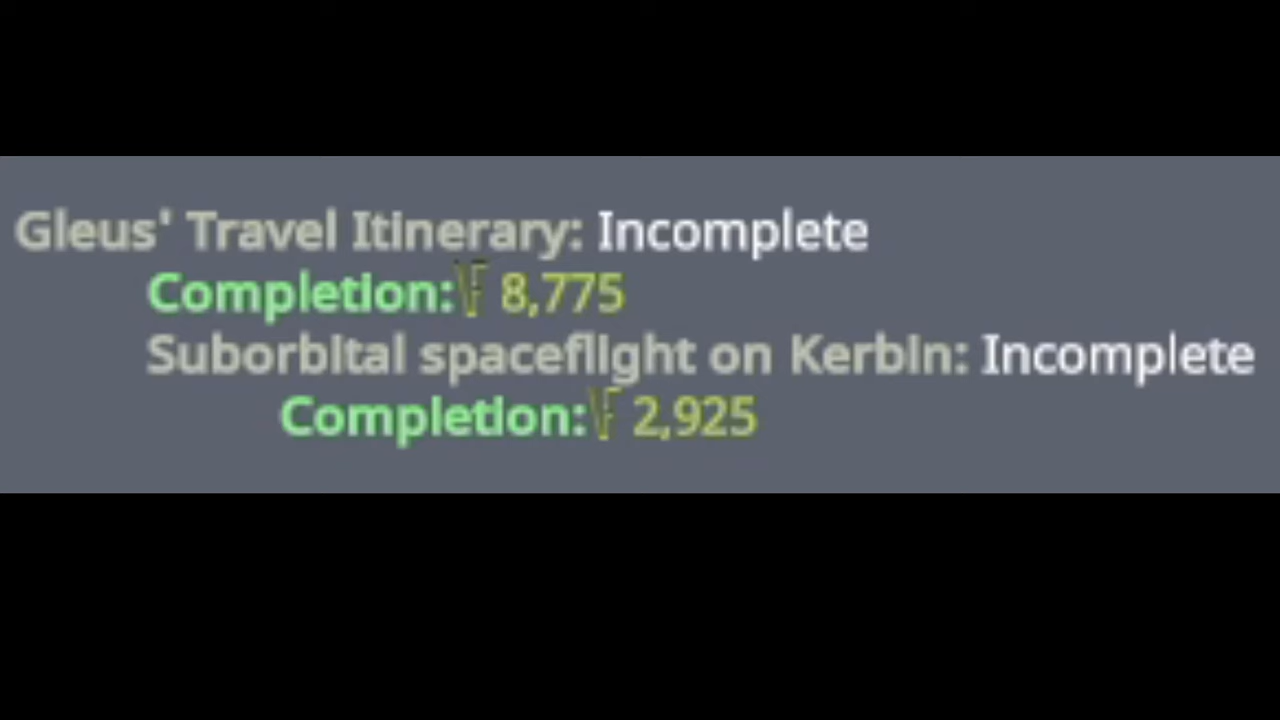 Gleus' Travel Itinerary: Incomplete
Completion: 8,775
Suborbital spaceflight on Kerbin: Incomplete
Completion: 2,925